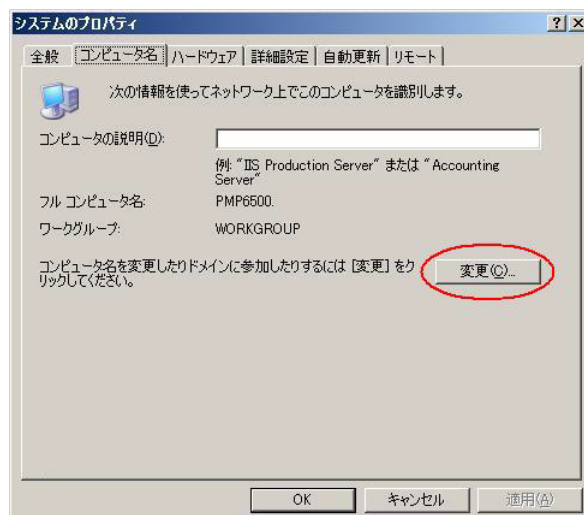 システムのプロパティ
全般 コンピュータ名 ハードウェア 詳細設定 自動更新 リモート
次の情報を使ってネットワーク上でこのコンピュータを識別します。
コンピュータの説明(D):
例: "IIS Production Server" または "Accounting
Server"
フル コンピュータ名: PMP6500.
ワークグループ: WORKGROUP
コンピュータ名を変更したりドメインに参加したりするには [変更] をク
リックしてください。
変更(C)...
OK キャンセル 適用(A)